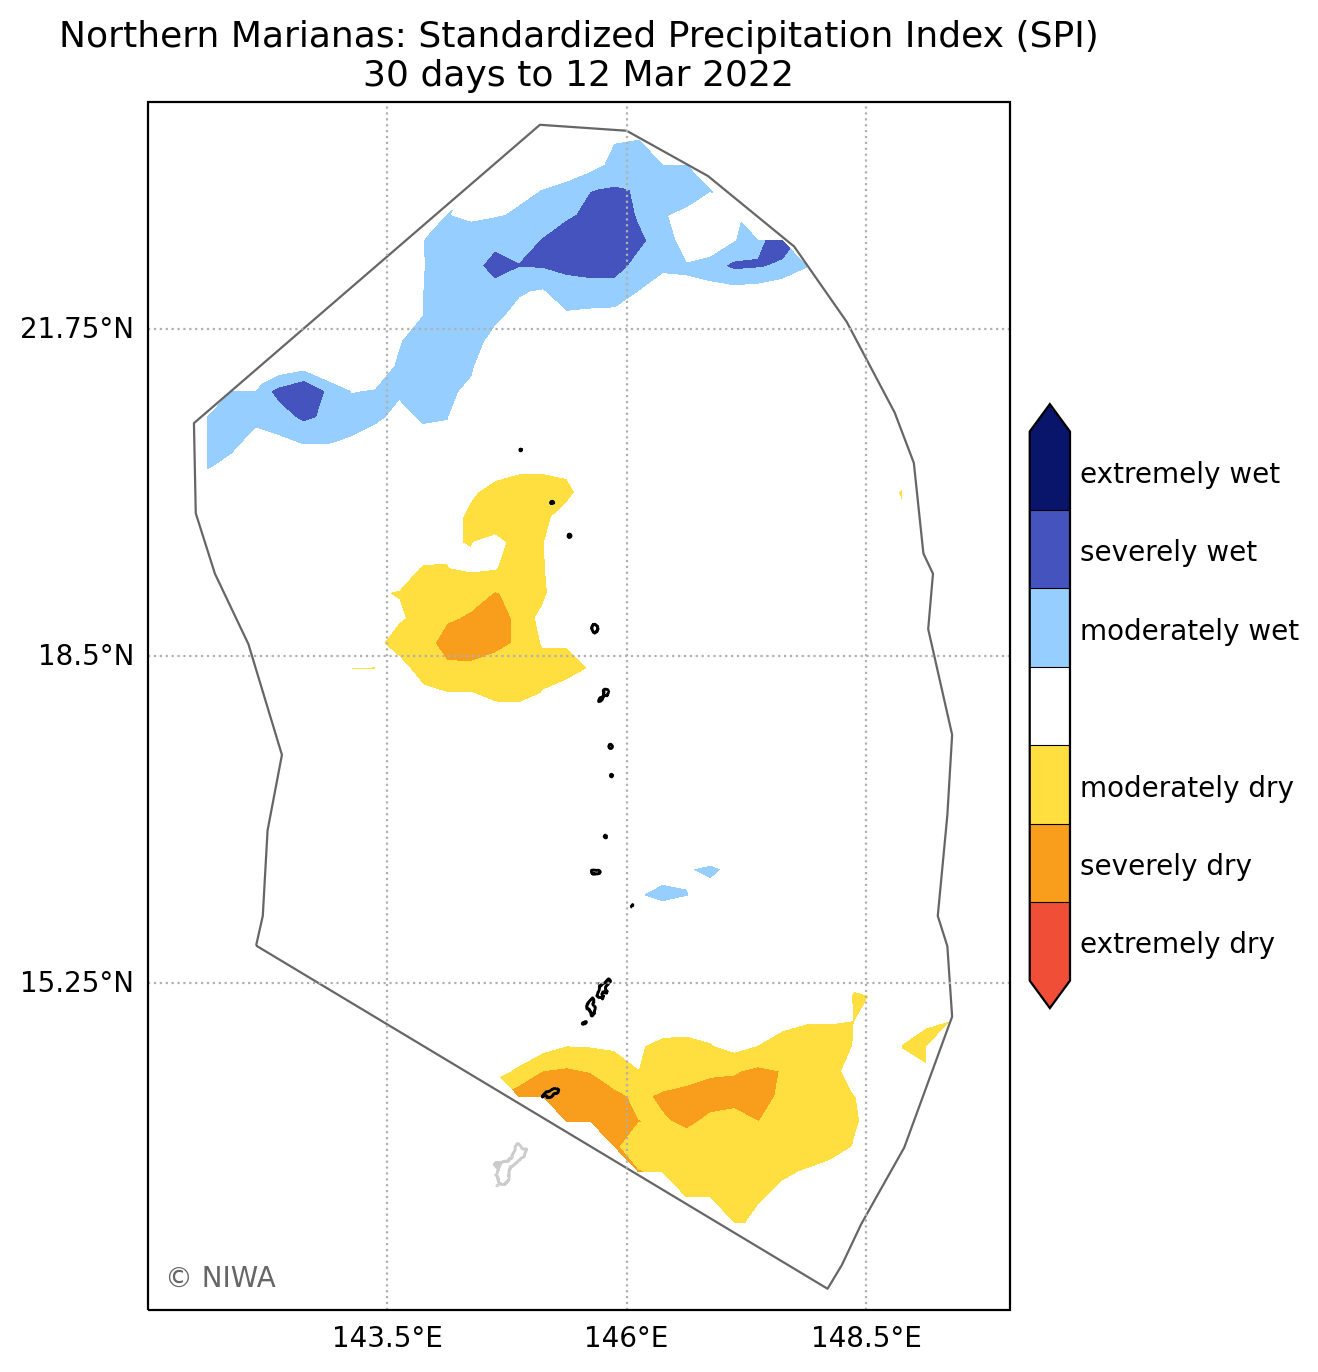 Northern Marianas: Standardized Precipitation Index (SPI)
30 days to 12 Mar 2022
21.75°N
18.5°N
15.25°N
143.5°E
146°E
148.5°E
extremely wet
severely wet
moderately wet
moderately dry
severely dry
extremely dry
© NIWA